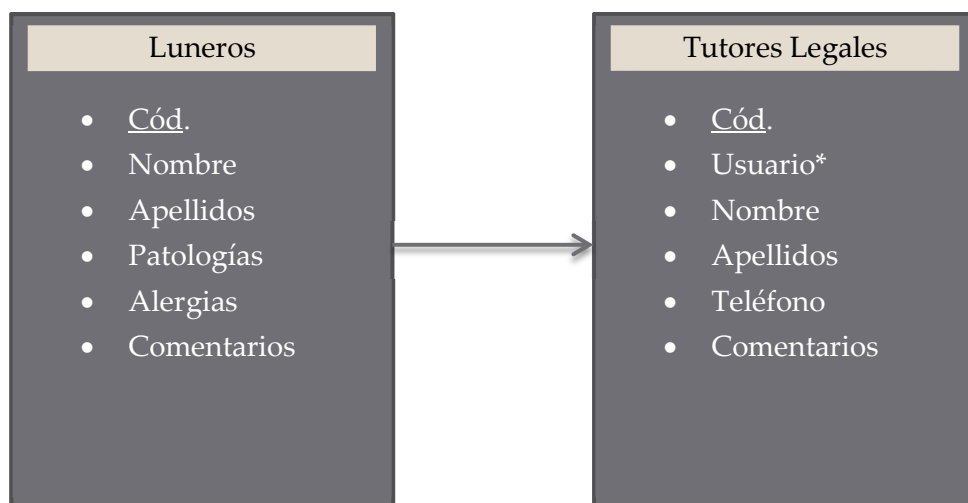 Luneros
• Cód.
• Nombre
• Apellidos
• Patologías
• Alergias
• Comentarios
Tutores Legales
• Cód.
• Usuario*
• Nombre
• Apellidos
• Teléfono
• Comentarios